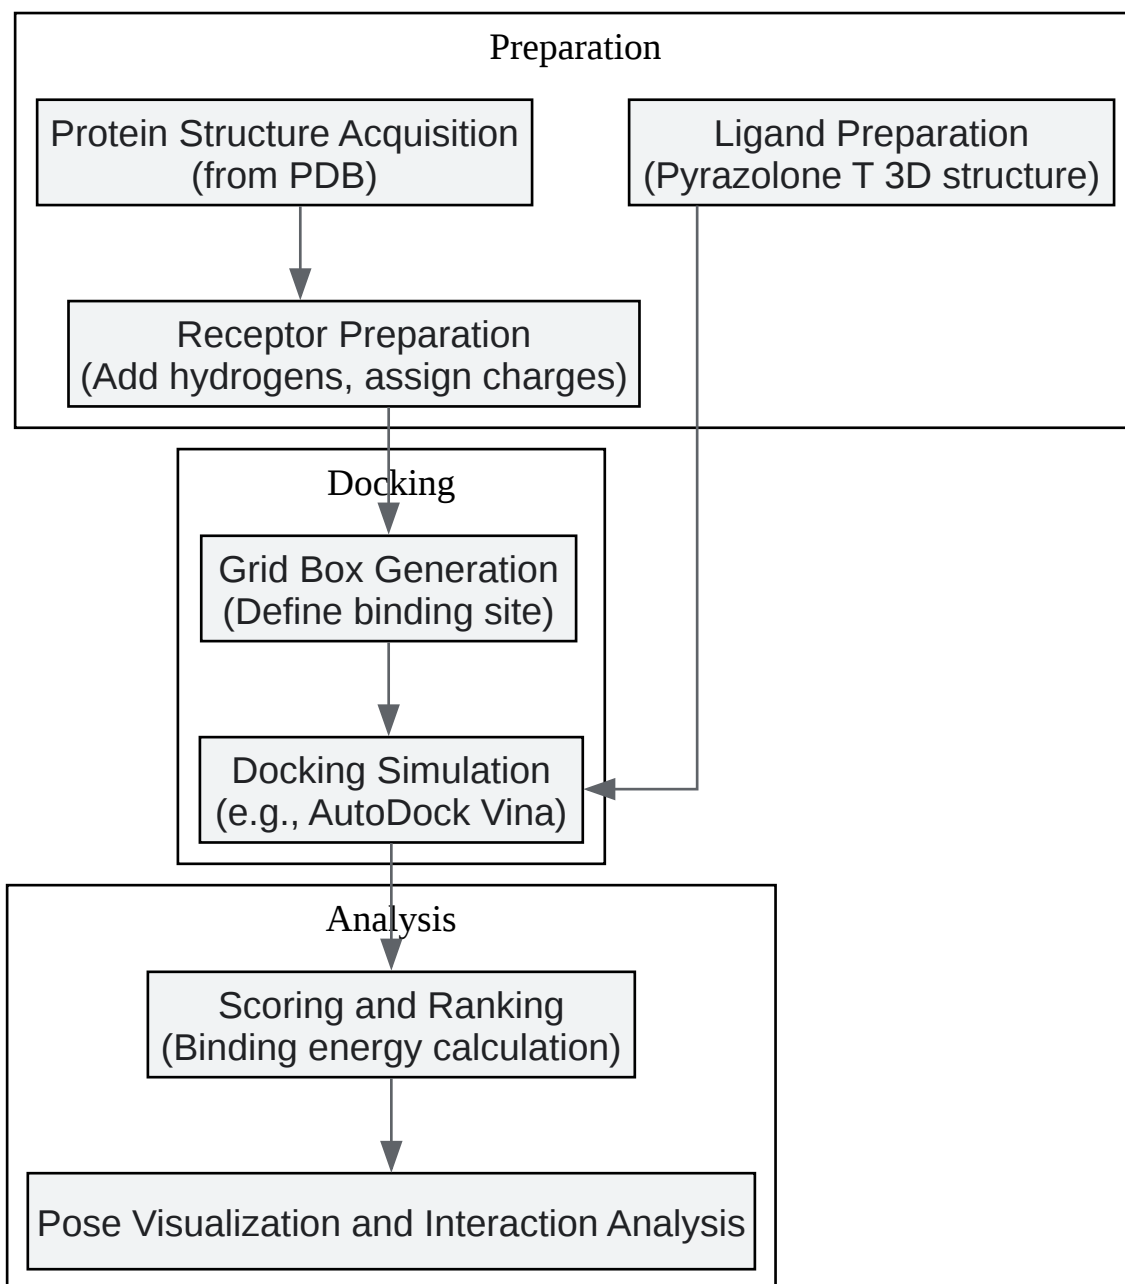 Preparation
Protein Structure Acquisition
(from PDB)
Ligand Preparation
(Pyrazolone T 3D structure)
Receptor Preparation
(Add hydrogens, assign charges)
Docking
Grid Box Generation
(Define binding site)
Docking Simulation
(e.g., AutoDock Vina)
Analysis
Scoring and Ranking
(Binding energy calculation)
Pose Visualization and Interaction Analysis